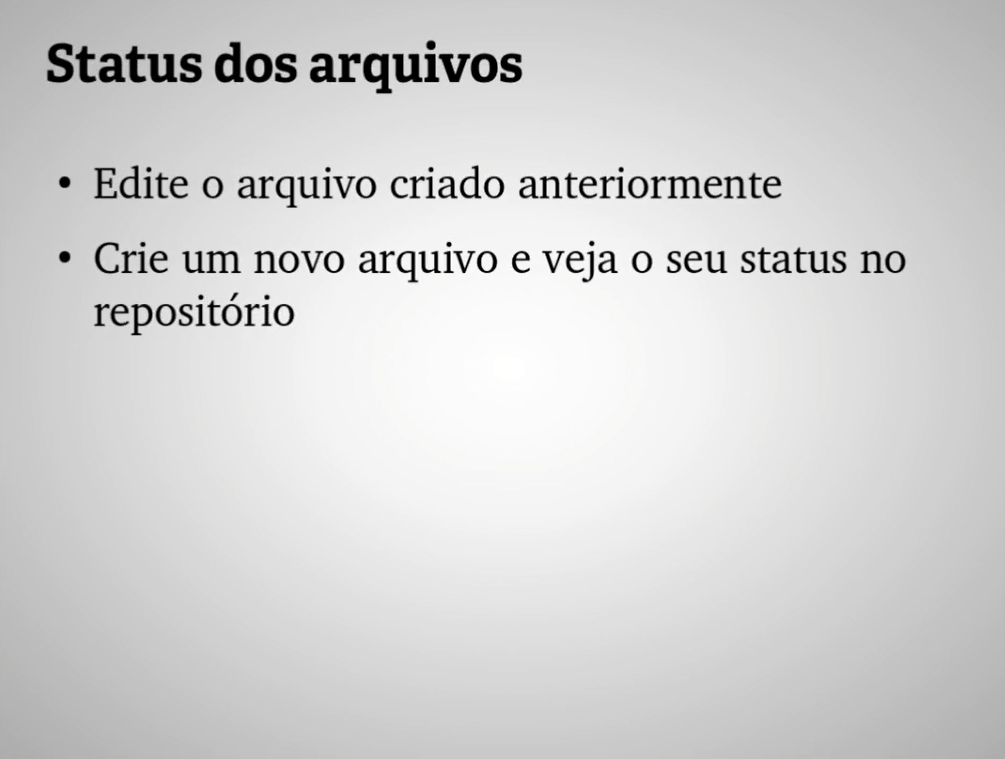 Status dos arquivos
• Edite o arquivo criado anteriormente
• Crie um novo arquivo e veja o seu status no
repositório